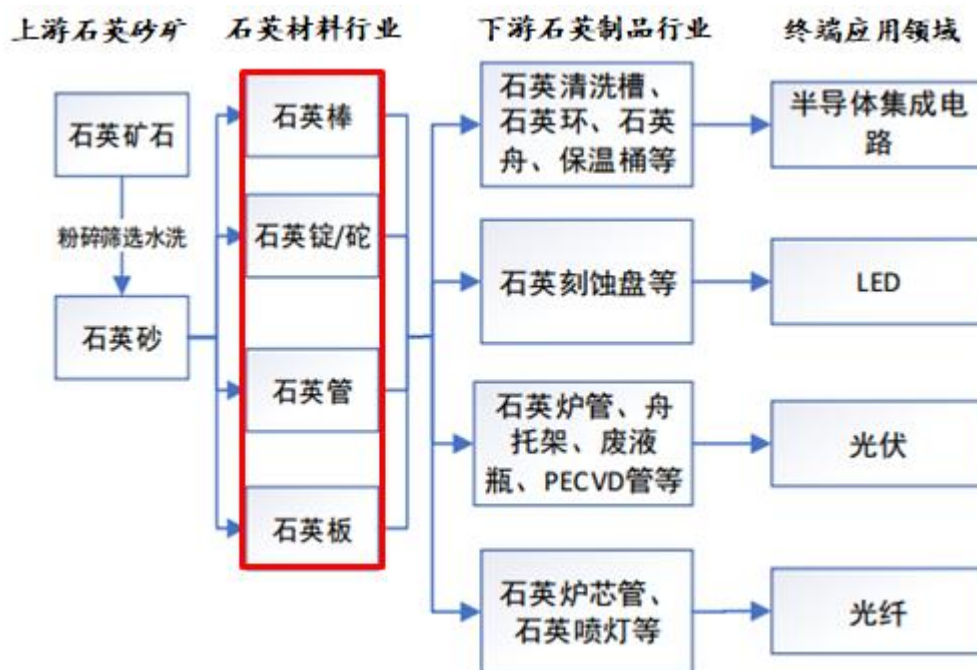 上游石英砂矿
石英材料行业
下游石英制品行业
终端应用领域
石英矿石
粉碎筛选水洗
石英砂
石英棒
石英锭/砣
石英管
石英板
石英清洗槽、
石英环、石英
舟、保温桶等
石英刻蚀盘等
石英炉管、舟
托架、废液
瓶、PECVD管等
石英炉芯管、
石英喷灯等
半导体集成电
路
LED
光伏
光纤